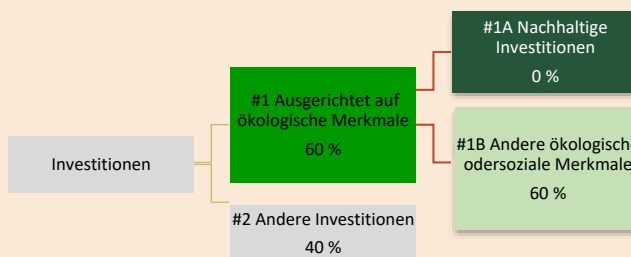 #1A Nachhaltige
Investitionen
0 %
#1 Ausgerichtet auf
ökologische Merkmale
60 %
#1B Andere ökologische
odersoziale Merkmale
60 %
Investitionen
#2 Andere Investitionen
40 %